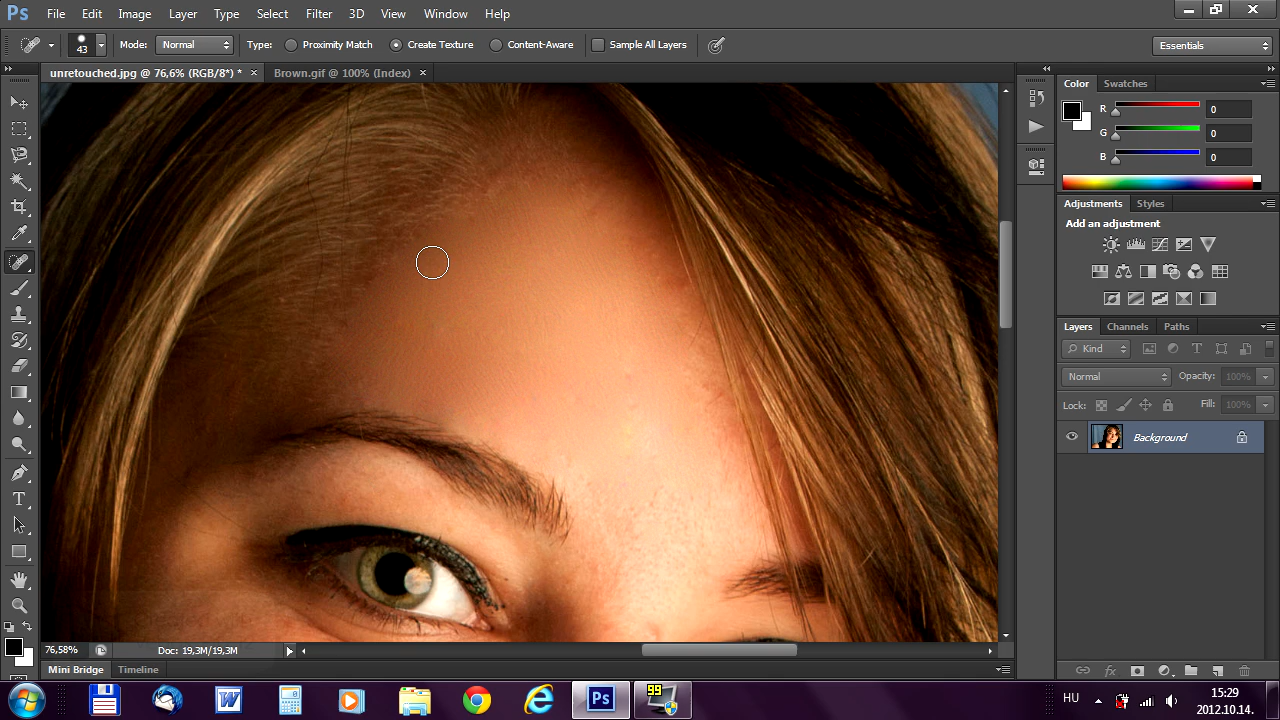 Ps File Edit Image Layer Type Select Filter 3D View Window Help
43 Mode: Normal Type: Proximity Match Create Texture Content-Aware Sample All Layers Essentials
unretouched.jpg @ 76,6% (RGB/8*) * × Brown.gif @ 100% (Index) ×
Color Swatches
R 0
G 0
B 0
Adjustments Styles
Add an adjustment
Layers Channels Paths
Kind
Normal Opacity: 100%
Lock: Fill: 100%
Background
76,58% Doc: 19,3M/19,3M
Mini Bridge Timeline
W Ps 99 HU 15:29
2012.10.14.